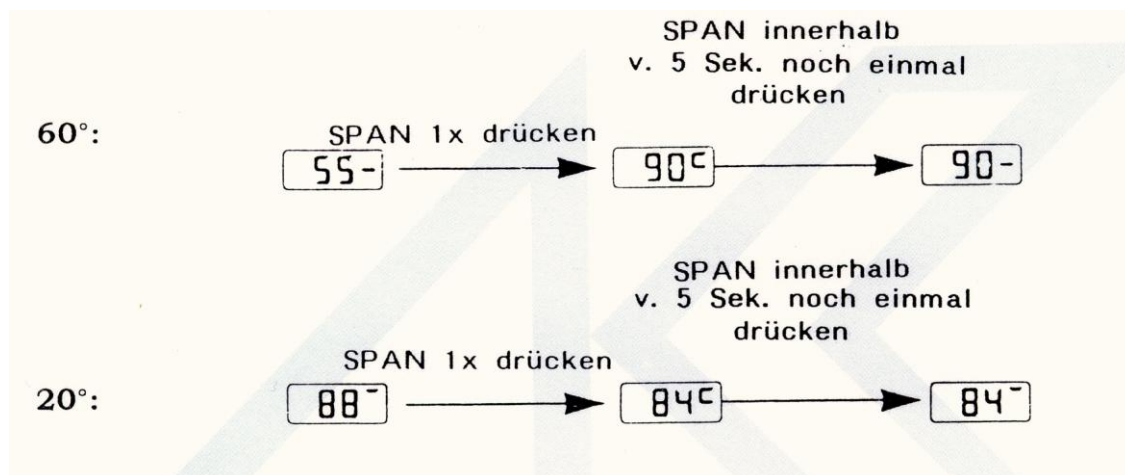 SPAN innerhalb
v. 5 Sek. noch einmal
drücken
60°:
SPAN 1x drücken
55- 90c 90-
SPAN innerhalb
v. 5 Sek. noch einmal
drücken
SPAN 1x drücken
20°:
88¯ 84c 84¯